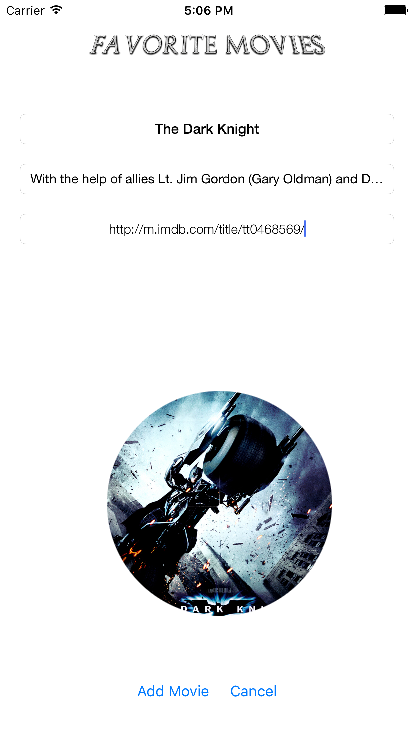 Carrier 5:06 PM
FAVORITE MOVIES
The Dark Knight
With the help of allies Lt. Jim Gordon (Gary Oldman) and D...
http://m.imdb.com/title/tt0468569/
DARK KNI
Add Movie Cancel